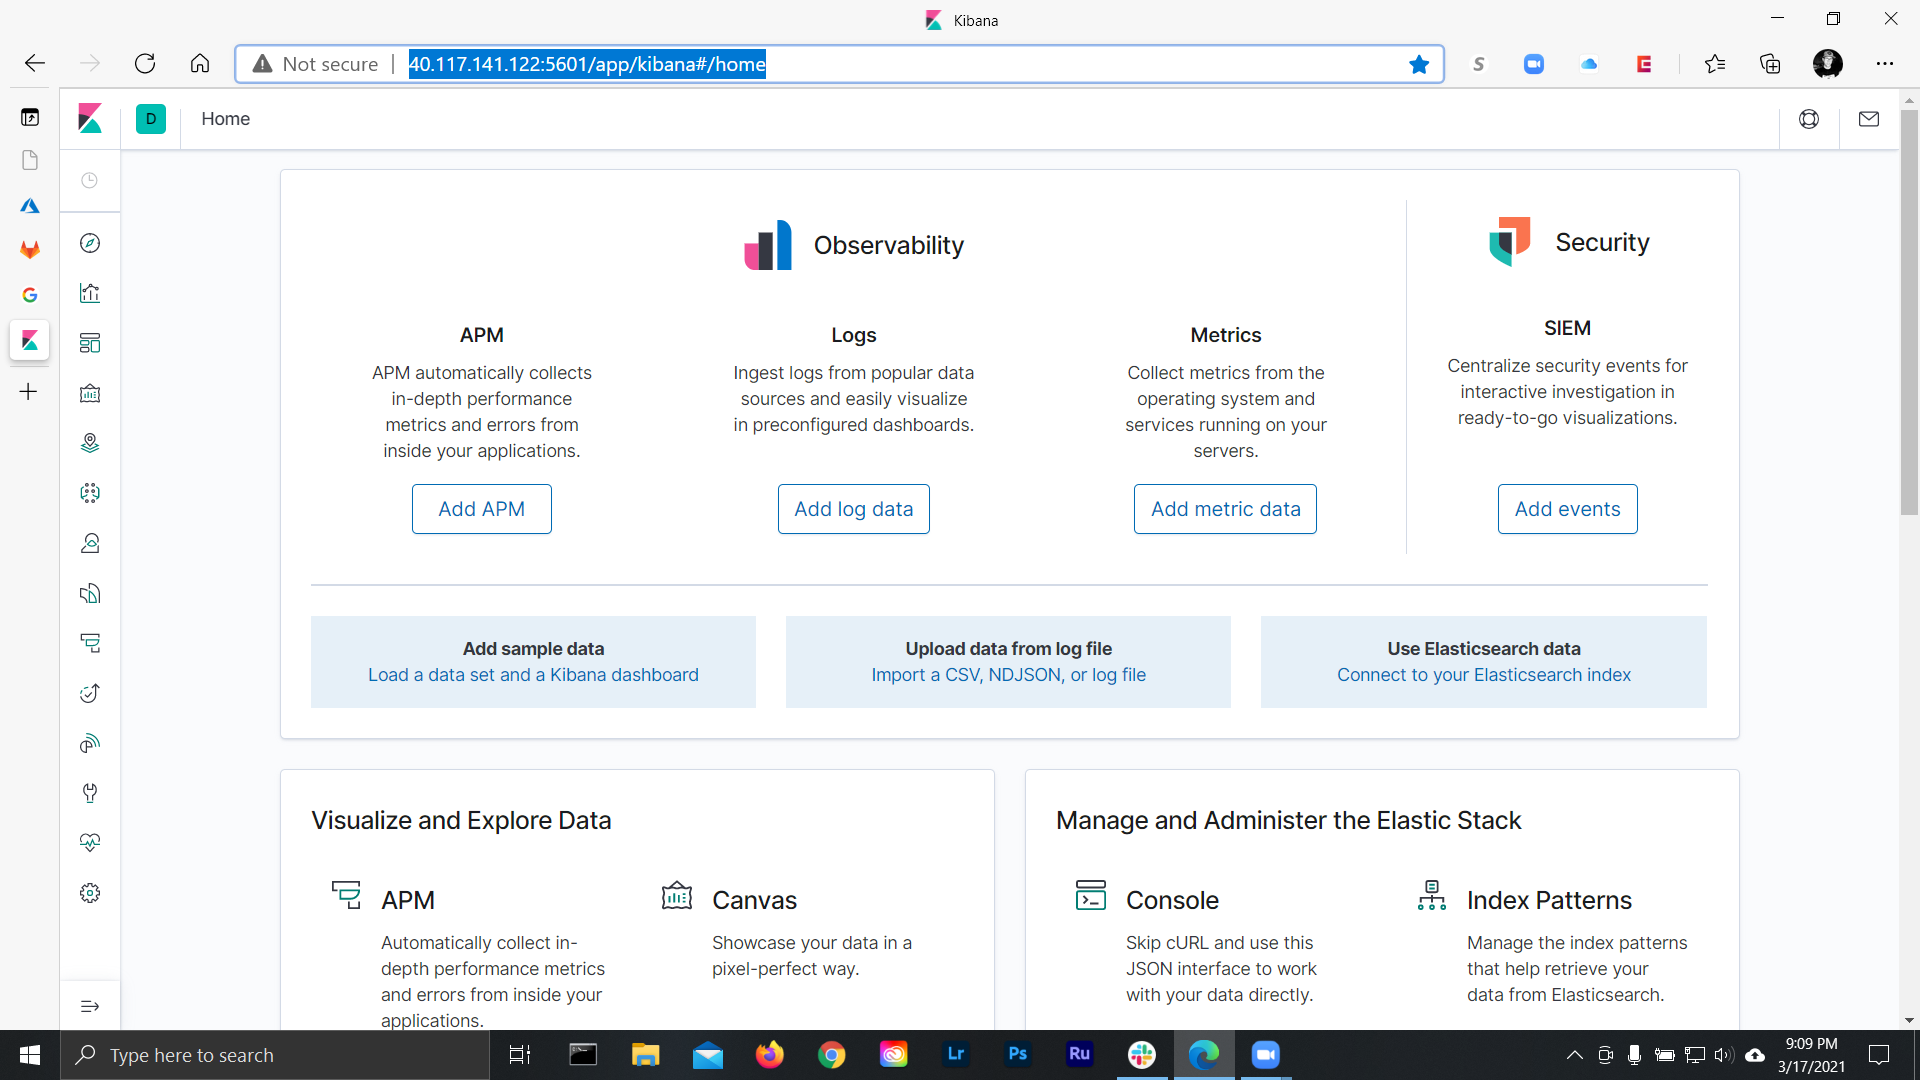 Kibana
Not secure
40.117.141.122:5601/app/kibana#/home
S
D
Home
Observability
Security
APM
APM automatically collects
in-depth performance
metrics and errors from
inside your applications.
Add APM
Logs
Ingest logs from popular data
sources and easily visualize
in preconfigured dashboards.
Add log data
Metrics
Collect metrics from the
operating system and
services running on your
servers.
Add metric data
SIEM
Centralize security events for
interactive investigation in
ready-to-go visualizations.
Add events
Add sample data
Load a data set and a Kibana dashboard
Upload data from log file
Import a CSV, NDJSON, or log file
Use Elasticsearch data
Connect to your Elasticsearch index
Visualize and Explore Data
APM
Automatically collect in-
depth performance metrics
and errors from inside your
applications.
Canvas
Showcase your data in a
pixel-perfect way.
Manage and Administer the Elastic Stack
Console
Skip cURL and use this
JSON interface to work
with your data directly.
Index Patterns
Manage the index patterns
that help retrieve your
data from Elasticsearch.
Type here to search
Lr
Ps
Ru
9:09 PM
3/17/2021